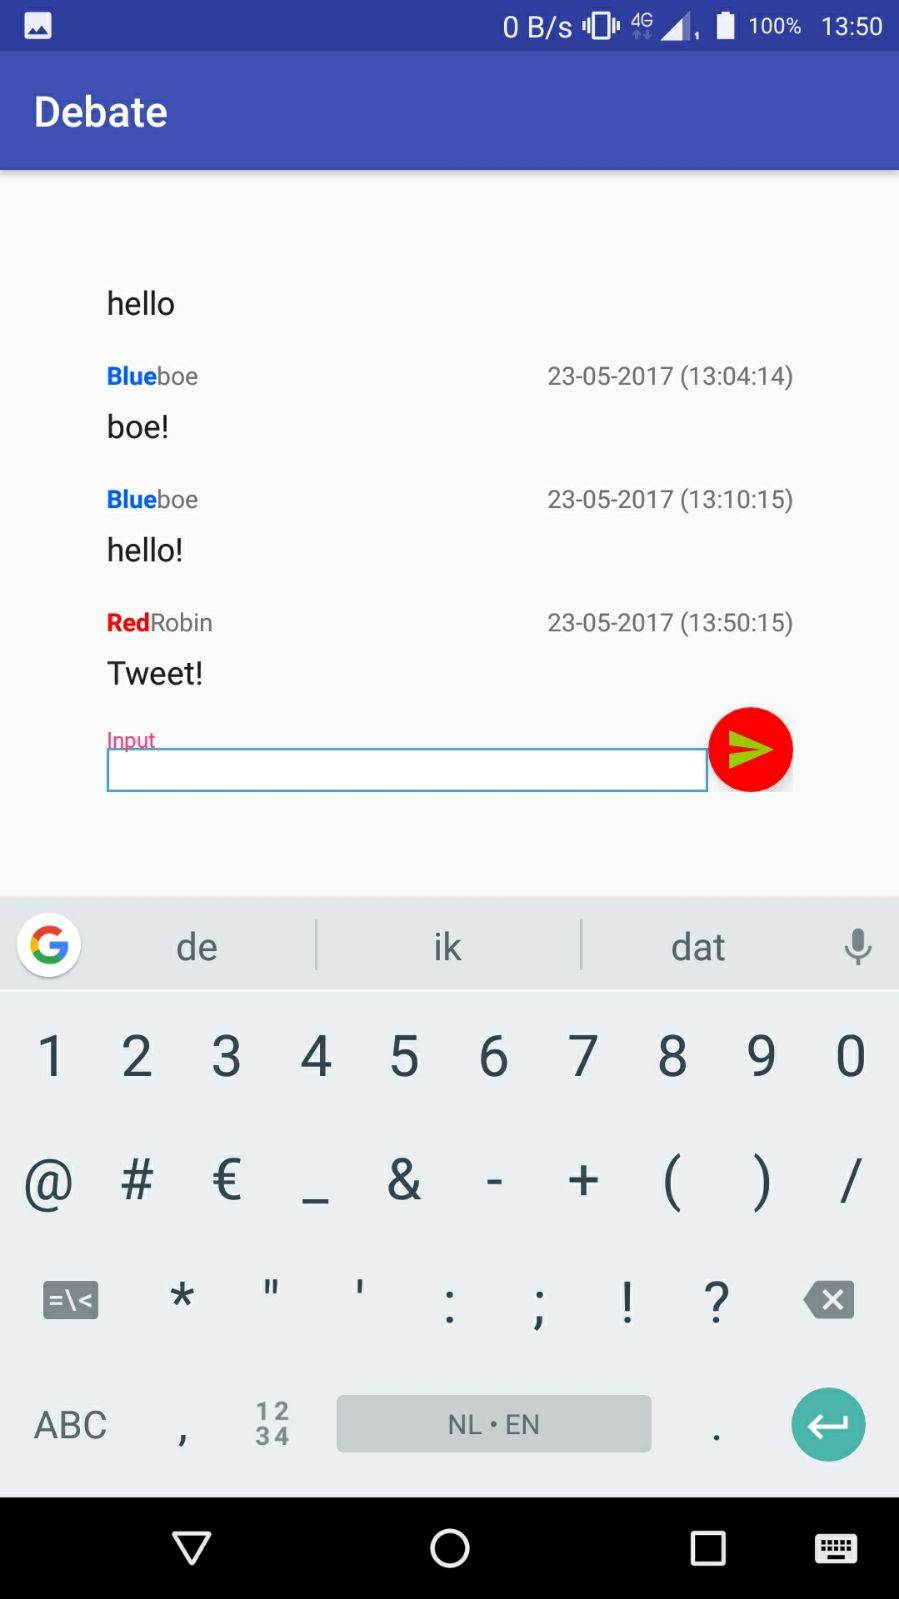 0 B/s 4G 1 100% 13:50
Debate
hello
Blueboe 23-05-2017 (13:04:14)
boe!
Blueboe 23-05-2017 (13:10:15)
hello!
RedRobin 23-05-2017 (13:50:15)
Tweet!
Input
G de ik dat
1 2 3 4 5 6 7 8 9 0
@ # € _ & - + ( ) /
=\< * " ' : ; ! ?
ABC , 12 34 NL • EN .